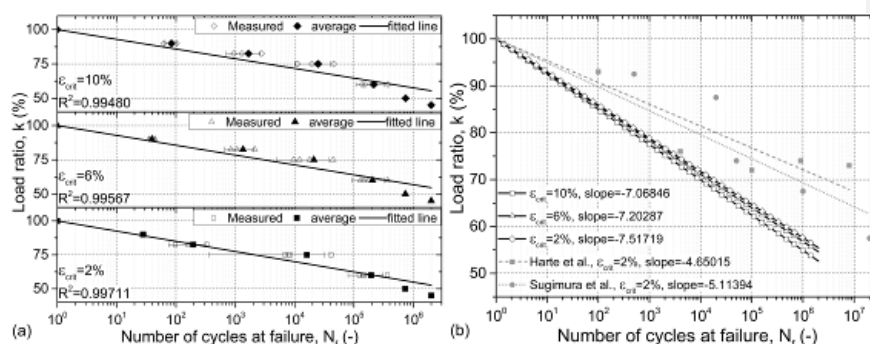 Measured average fitted line
100
75
50
ε_crit=10%
R²=0.99480
Measured average fitted line
100
75
50
ε_crit=6%
R²=0.99567
Measured average fitted line
100
75
50
ε_crit=2%
R²=0.99711
Load ratio, k (%)
10⁰ 10¹ 10² 10³ 10⁴ 10⁵ 10⁶
(a) Number of cycles at failure, N_f (-)
100
90
80
70
60
50
Load ratio, k (%)
ε_crit=10%, slope=-7.06846
ε_crit=6%, slope=-7.20287
ε_crit=2%, slope=-7.51719
Harte et al., ε_crit=2%, slope=-4.65015
Sugimura et al., ε_crit=2%, slope=-5.11394
10⁰ 10¹ 10² 10³ 10⁴ 10⁵ 10⁶ 10⁷
(b) Number of cycles at failure, N_f (-)